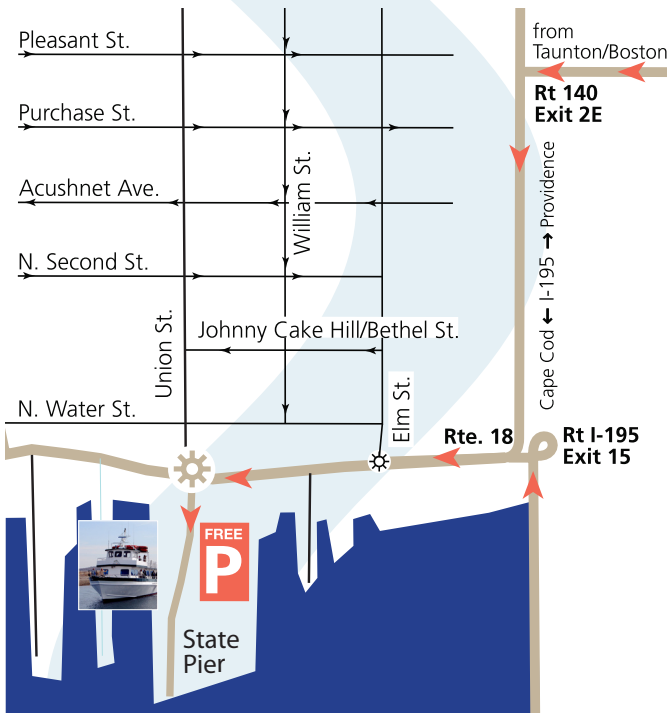 Pleasant St.
from
Taunton/Boston
Rt 140
Exit 2E
Purchase St.
Acushnet Ave.
William St.
Cape Cod ← I-195 → Providence
N. Second St.
Johnny Cake Hill/Bethel St.
Union St.
Elm St.
N. Water St.
Rte. 18
Rt I-195
Exit 15
FREE
P
State
Pier